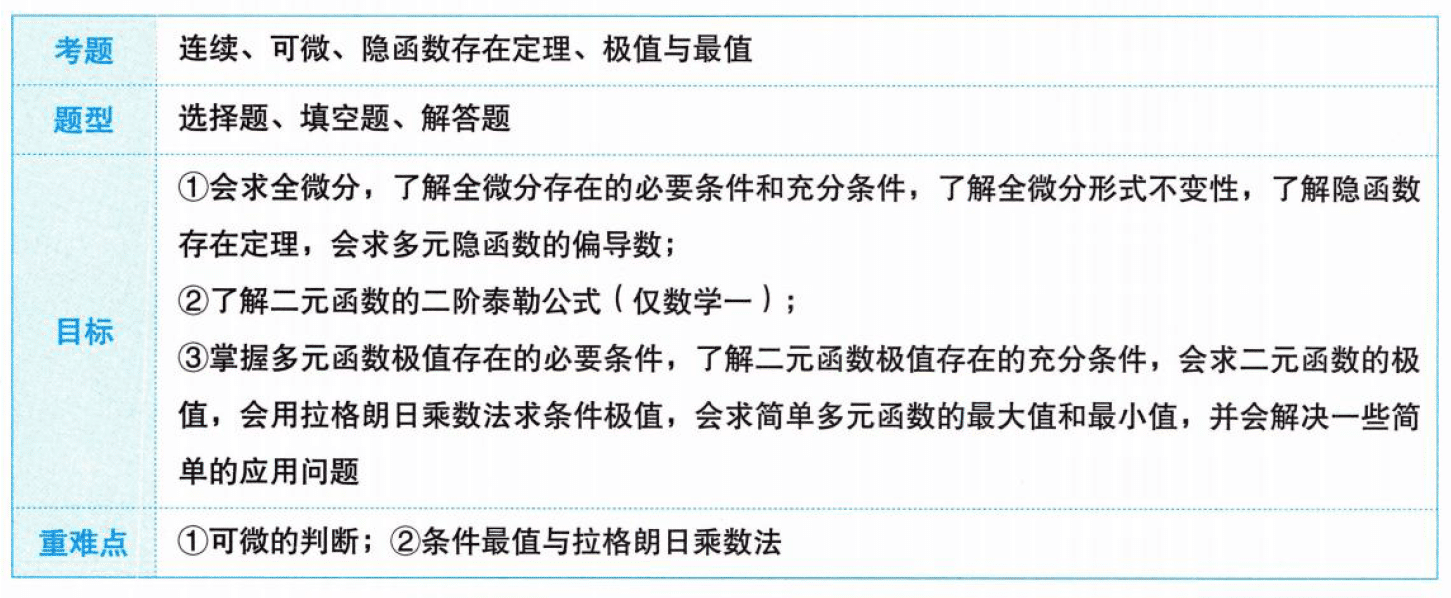 考题
连续、可微、隐函数存在定理、极值与最值
题型
选择题、填空题、解答题
目标
①会求全微分，了解全微分存在的必要条件和充分条件，了解全微分形式不变性，了解隐函数
存在定理，会求多元隐函数的偏导数；
②了解二元函数的二阶泰勒公式（仅数学一）；
③掌握多元函数极值存在的必要条件，了解二元函数极值存在的充分条件，会求二元函数的极
值，会用拉格朗日乘数法求条件极值，会求简单多元函数的最大值和最小值，并会解决一些简
单的应用问题
重难点
①可微的判断；②条件最值与拉格朗日乘数法